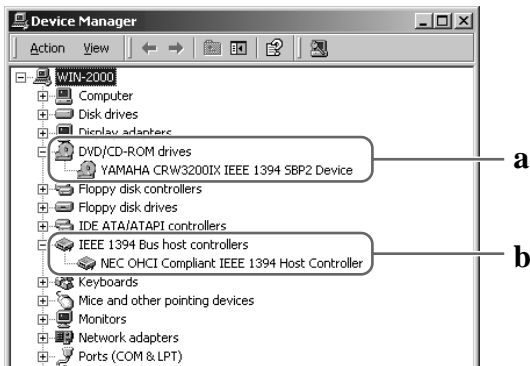 Device Manager
Action View
WIN-2000
Computer
Disk drives
Display adapters
DVD/CD-ROM drives
YAMAHA CRW3200IX IEEE 1394 SBP2 Device
a
Floppy disk controllers
Floppy disk drives
IDE ATA/ATAPI controllers
IEEE 1394 Bus host controllers
NEC OHCI Compliant IEEE 1394 Host Controller
b
Keyboards
Mice and other pointing devices
Monitors
Network adapters
Ports (COM & LPT)